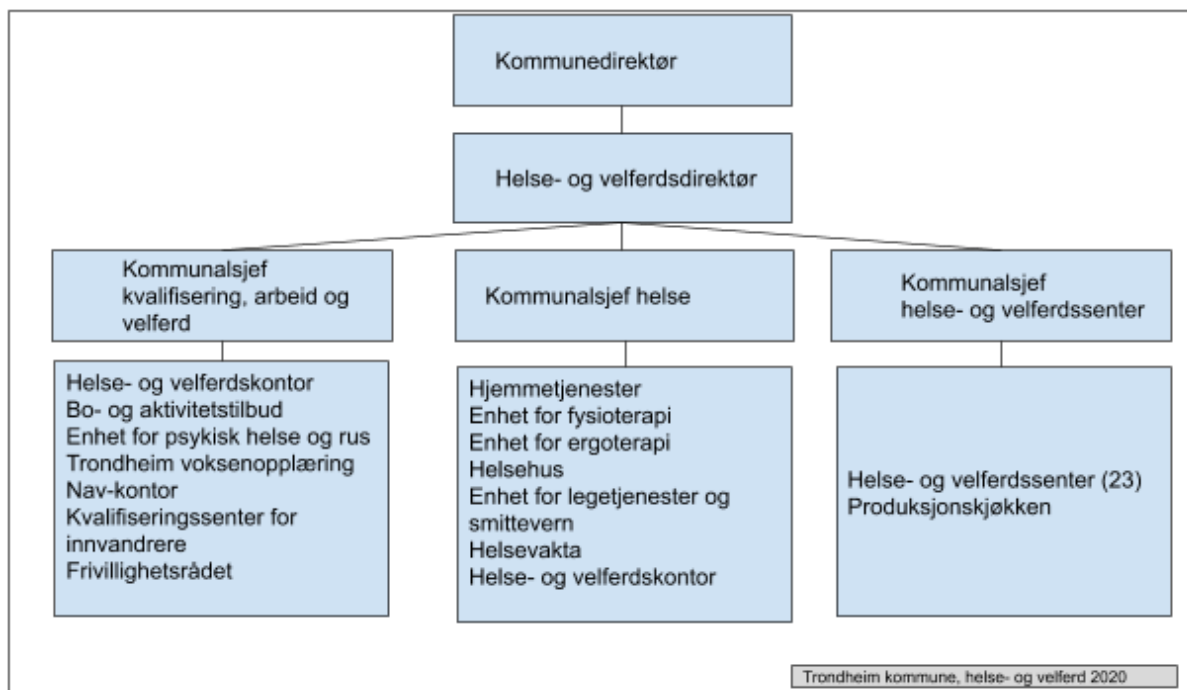 Kommunedirektør
Helse- og velferdsdirektør
Kommunalsjef
kvalifisering, arbeid og
velferd
Kommunalsjef helse
Kommunalsjef
helse- og velferdssenter
Helse- og velferdskontor
Bo- og aktivitetstilbud
Enhet for psykisk helse og rus
Trondheim voksenopplæring
Nav-kontor
Kvalifiseringssenter for
innvandrere
Frivillighetsrådet
Hjemmetjenester
Enhet for fysioterapi
Enhet for ergoterapi
Helsehus
Enhet for legetjenester og
smittevern
Helsevakta
Helse- og velferdskontor
Helse- og velferdssenter (23)
Produksjonskjøkken
Trondheim kommune, helse- og velferd 2020